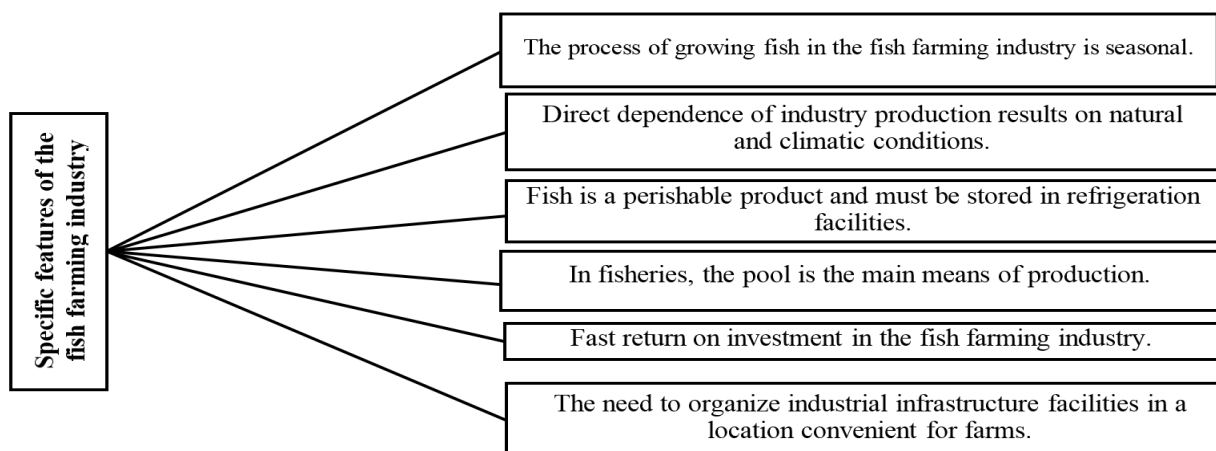 Specific features of the
fish farming industry
The process of growing fish in the fish farming industry is seasonal.
Direct dependence of industry production results on natural
and climatic conditions.
Fish is a perishable product and must be stored in refrigeration
facilities.
In fisheries, the pool is the main means of production.
Fast return on investment in the fish farming industry.
The need to organize industrial infrastructure facilities in a
location convenient for farms.